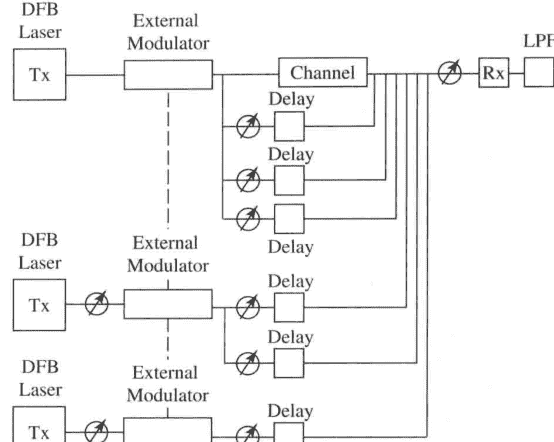 DFB
Laser
External
Modulator
LPF
Tx
Channel
Rx
Delay
Delay
Delay
DFB
Laser
External
Modulator
Delay
Tx
Delay
DFB
Laser
External
Modulator
Delay
Tx